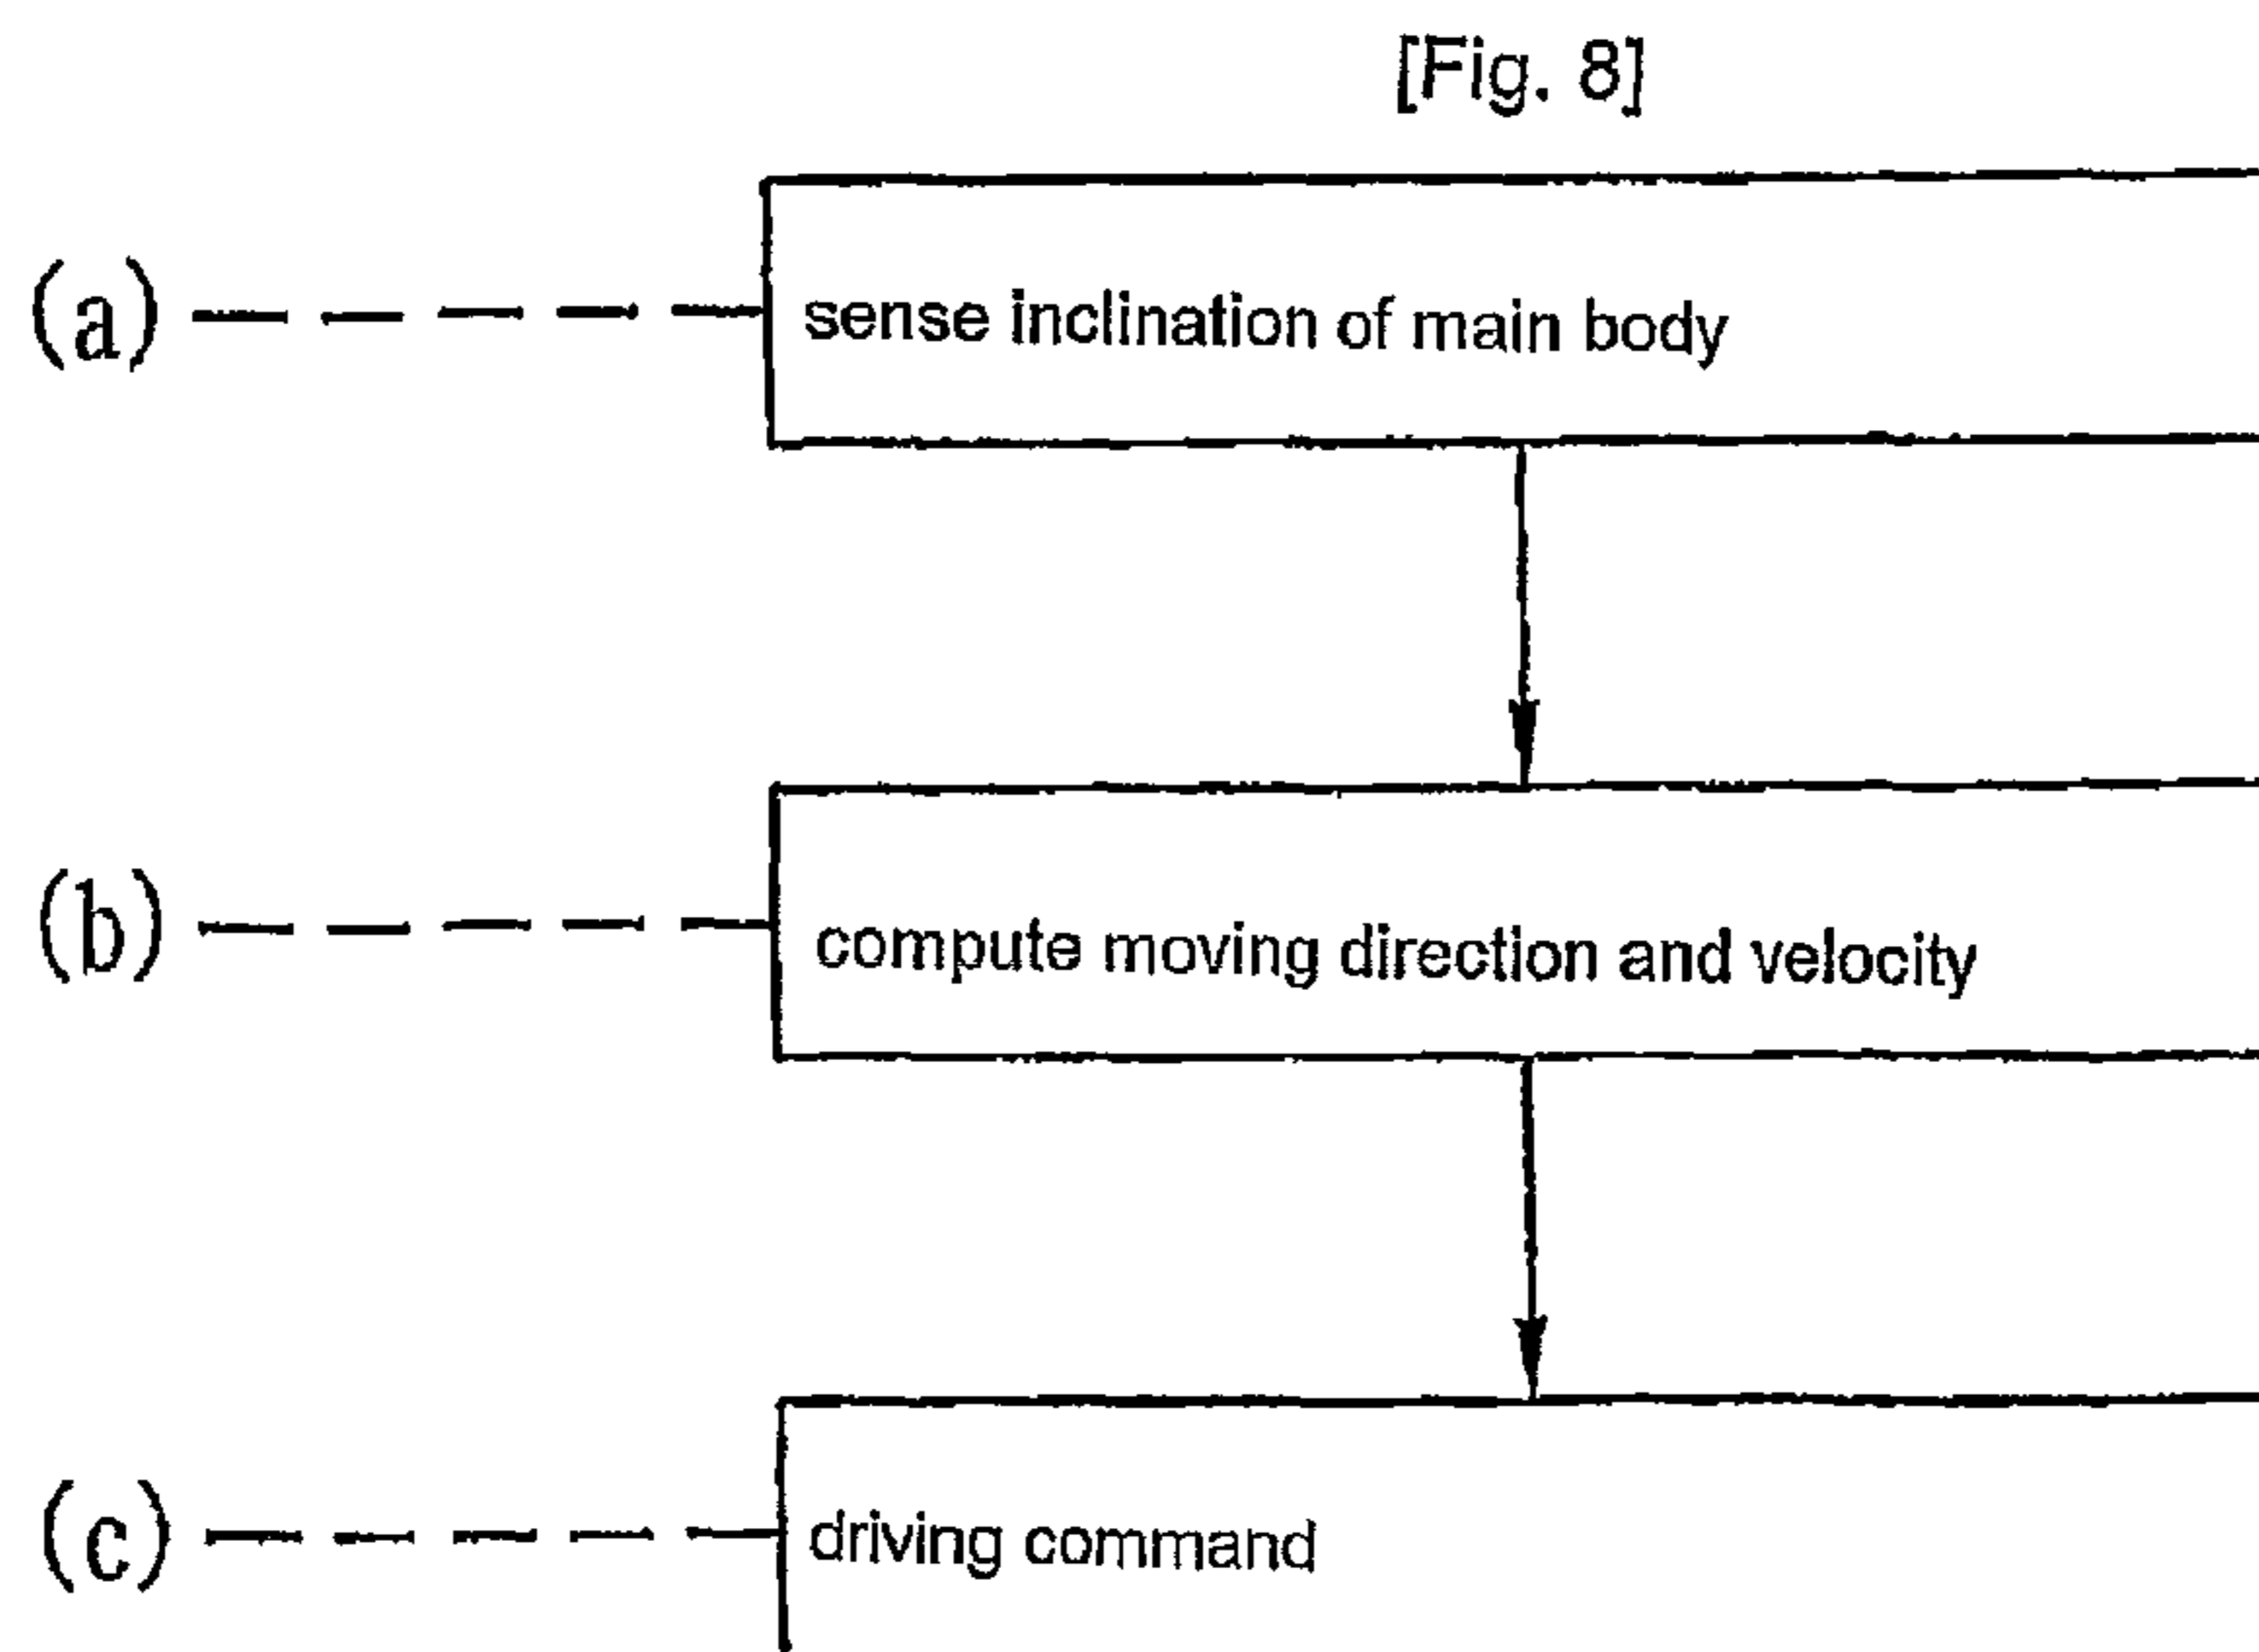 [Fig. 8]
(a) sense inclination of main body
(b) compute moving direction and velocity
(c) driving command